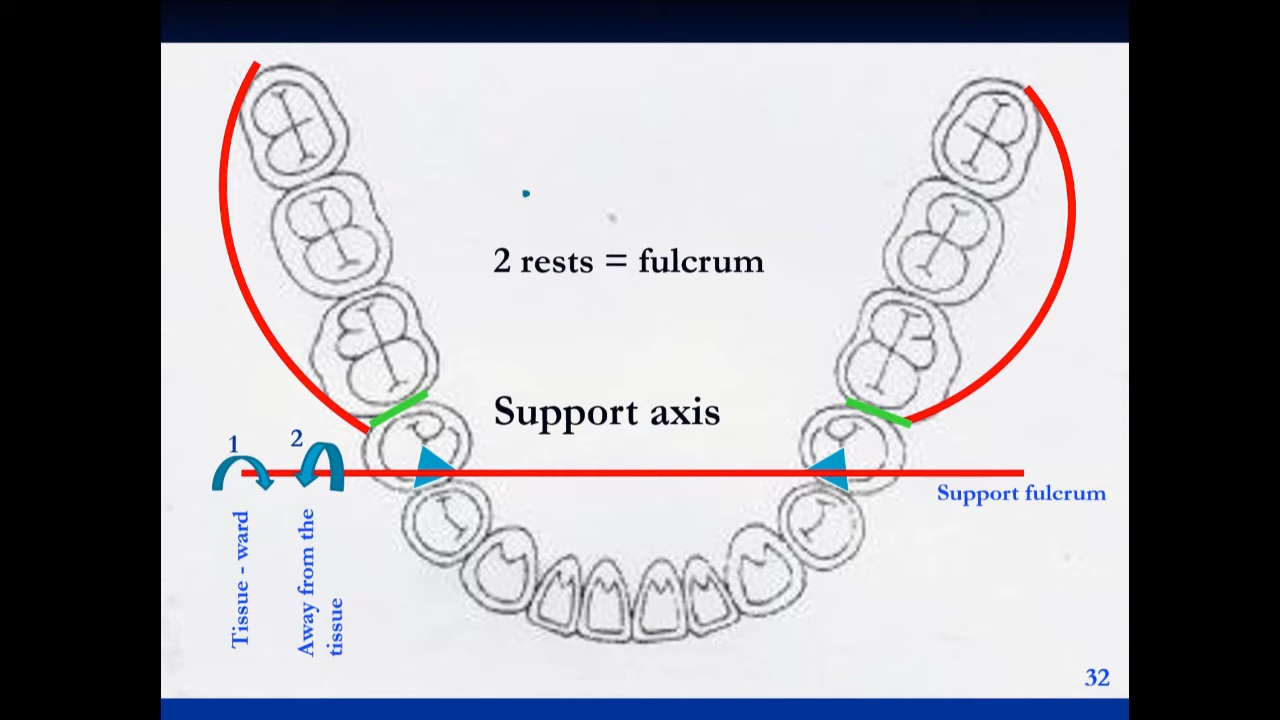 2 rests = fulcrum
Support axis
1
2
Support fulcrum
Tissue - ward
Away from the
tissue
32